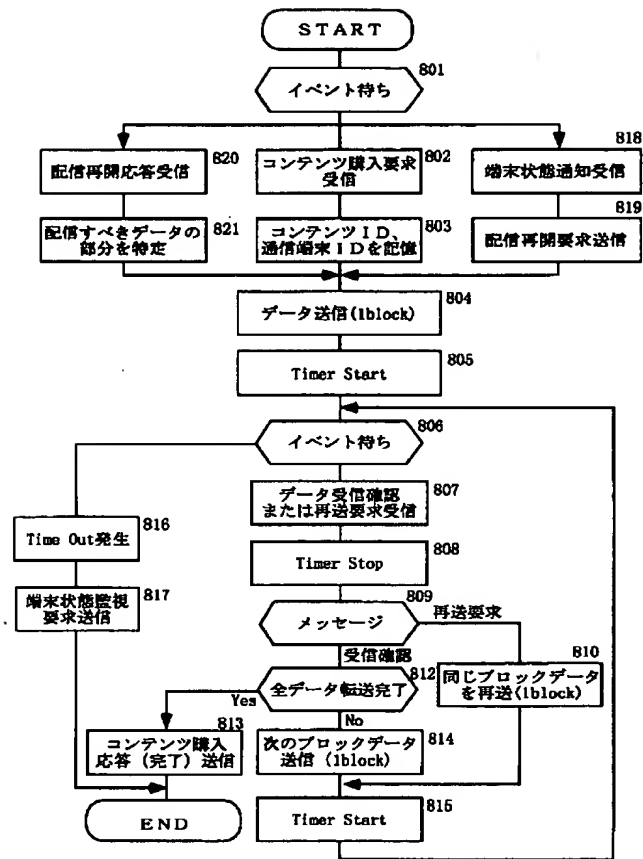 START
801
イベント待ち
820
配信再開応答受信
802
コンテンツ購入要求
受信
818
端末状態通知受信
821
配信すべきデータの
部分を特定
803
コンテンツID、
通信端末IDを記憶
819
配信再開要求送信
804
データ送信(1block)
805
Timer Start
806
イベント待ち
807
データ受信確認
または再送要求受信
816
Time Out発生
808
Timer Stop
817
端末状態監視
要求送信
809
メッセージ
再送要求
受信確認
810
同じブロックデータ
を再送(1block)
812
全データ転送完了
Yes
No
813
コンテンツ購入
応答(完了)送信
814
次のブロックデータ
送信(1block)
815
Timer Start
END